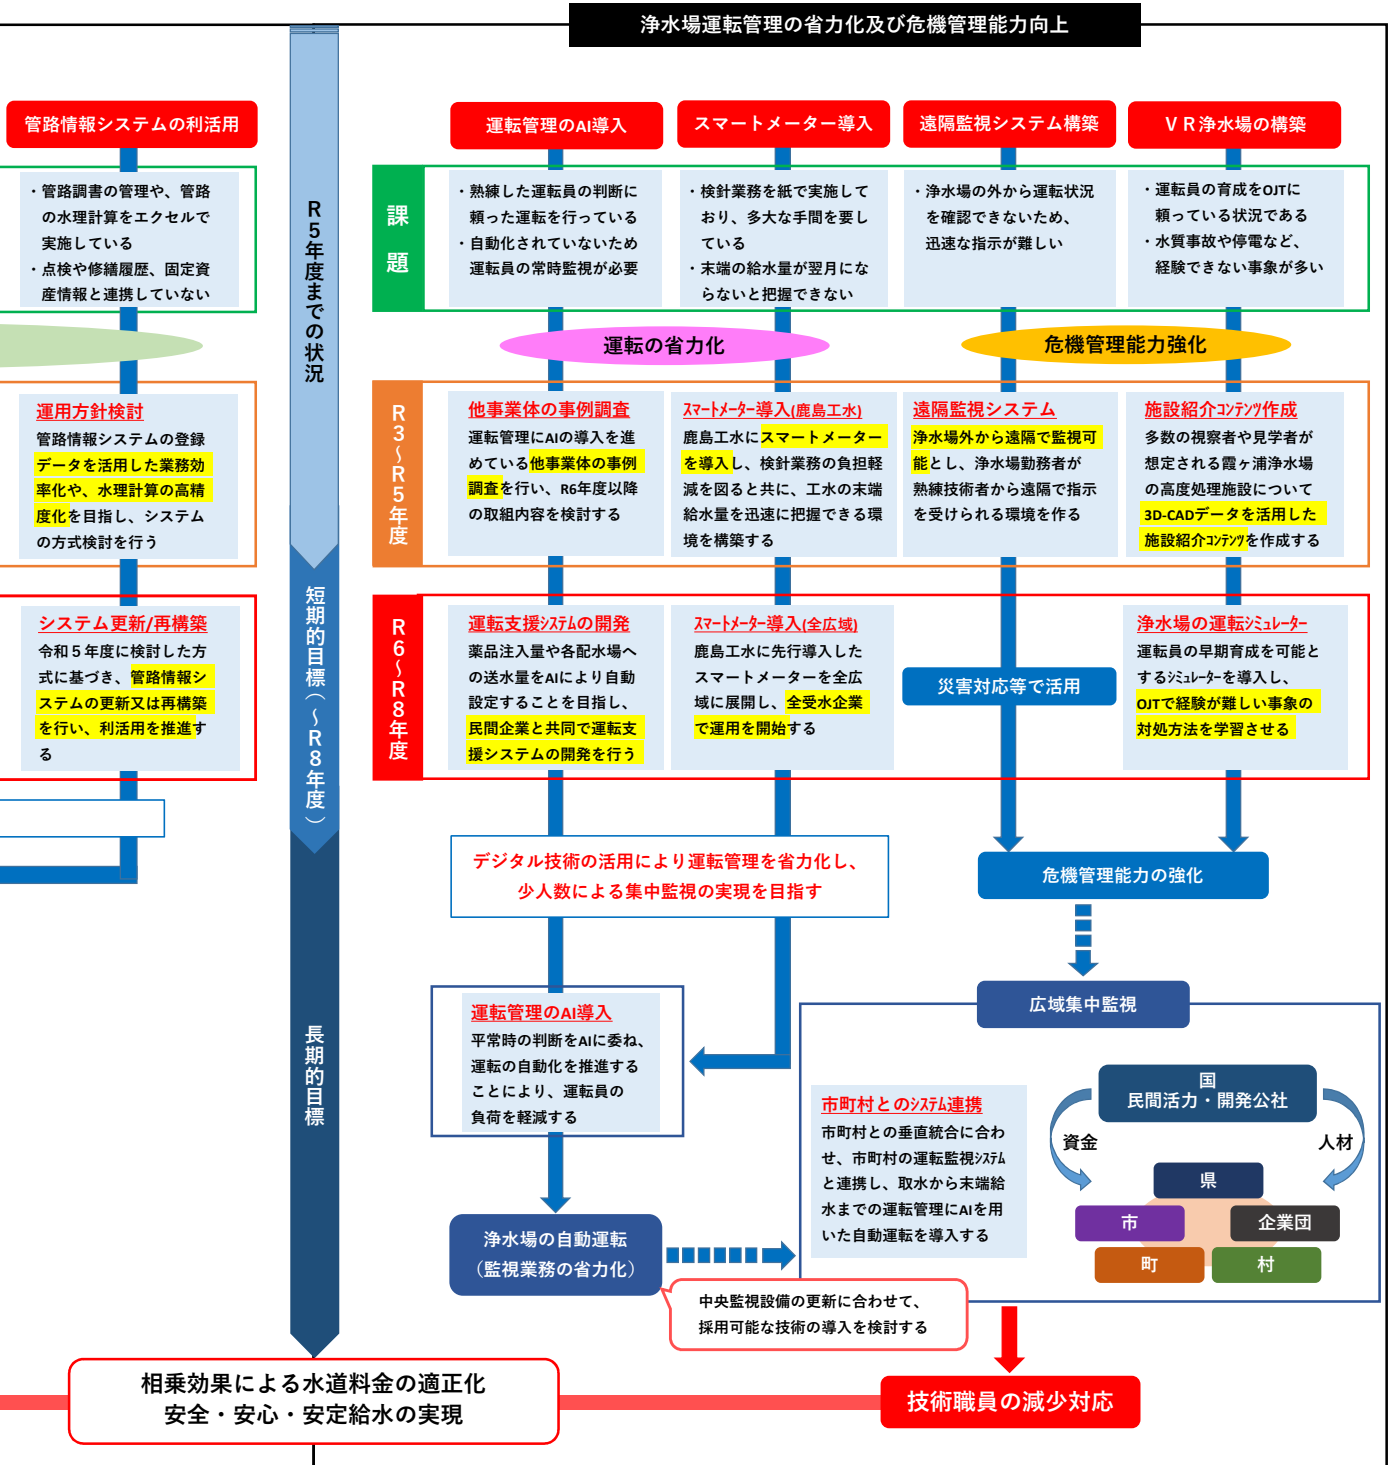 浄水場運転管理の省力化及び危機管理能力向上
管路情報システムの利活用
・管路調書の管理や、管路
の水理計算をエクセルで
実施している
・点検や修繕履歴、固定資
産情報と連携していない
運用方針検討
管路情報システムの登録
データを活用した業務効
率化や、水理計算の高精
度化を目指し、システム
の方式検討を行う
システム更新/再構築
令和５年度に検討した方
式に基づき、管路情報シ
ステムの更新又は再構築
を行い、利活用を推進す
る
R5年度までの状況
短期的目標（～R8年度）
長期的目標
運転管理のAI導入
スマートメーター導入
遠隔監視システム構築
ＶＲ浄水場の構築
課題
・熟練した運転員の判断に
頼った運転を行っている
・自動化されていないため
運転員の常時監視が必要
・検針業務を紙で実施して
おり、多大な手間を要し
ている
・末端の給水量が翌月にな
らないと把握できない
・浄水場の外から運転状況
を確認できないため、
迅速な指示が難しい
・運転員の育成をOJTに
頼っている状況である
・水質事故や停電など、
経験できない事象が多い
運転の省力化
危機管理能力強化
R3～R5年度
他事業体の事例調査
運転管理にAIの導入を進
めている他事業体の事例
調査を行い、R6年度以降
の取組内容を検討する
ｽﾏｰﾄﾒｰﾀｰ導入(鹿島工水)
鹿島工水にスマートメーター
を導入し、検針業務の負担軽
減を図ると共に、工水の末端
給水量を迅速に把握できる環
境を構築する
遠隔監視システム
浄水場外から遠隔で監視可
能とし、浄水場勤務者が
熟練技術者から遠隔で指示
を受けられる環境を作る
施設紹介ｺﾝﾃﾝﾂ作成
多数の視察者や見学者が
想定される霞ヶ浦浄水場
の高度処理施設について
3D-CADデータを活用した
施設紹介ｺﾝﾃﾝﾂを作成する
R6～R8年度
運転支援ｼｽﾃﾑの開発
薬品注入量や各配水場へ
の送水量をAIにより自動
設定することを目指し、
民間企業と共同で運転支
援システムの開発を行う
ｽﾏｰﾄﾒｰﾀｰ導入(全広域)
鹿島工水に先行導入した
スマートメーターを全広
域に展開し、全受水企業
で運用を開始する
災害対応等で活用
浄水場の運転ｼﾐｭﾚｰﾀｰ
運転員の早期育成を可能と
するｼﾐｭﾚｰﾀｰを導入し、
OJTで経験が難しい事象の
対処方法を学習させる
デジタル技術の活用により運転管理を省力化し、
少人数による集中監視の実現を目指す
危機管理能力の強化
運転管理のAI導入
平常時の判断をAIに委ね、
運転の自動化を推進する
ことにより、運転員の
負荷を軽減する
広域集中監視
市町村とのｼｽﾃﾑ連携
市町村との垂直統合に合わ
せ、市町村の運転監視ｼｽﾃﾑ
と連携し、取水から末端給
水までの運転管理にAIを用
いた自動運転を導入する
国
民間活力・開発公社
資金
人材
県
市
企業団
町
村
浄水場の自動運転
（監視業務の省力化）
中央監視設備の更新に合わせて、
採用可能な技術の導入を検討する
相乗効果による水道料金の適正化
安全・安心・安定給水の実現
技術職員の減少対応